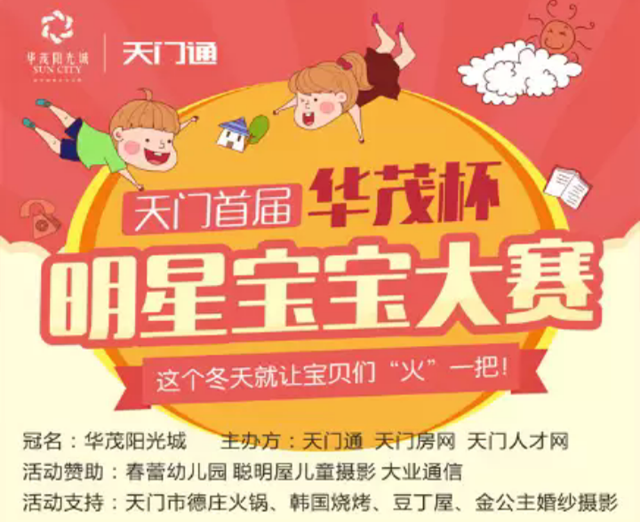 华茂阳光城
SUN CITY
天门通
天门首届 华茂杯
明星宝宝大赛
这个冬天就让宝贝们“火”一把!
冠名：华茂阳光城 主办方：天门通 天门房网 天门人才网
活动赞助：春蕾幼儿园 聪明屋儿童摄影 大业通信
活动支持：天门市德庄火锅、韩国烧烤、豆丁屋、金公主婚纱摄影